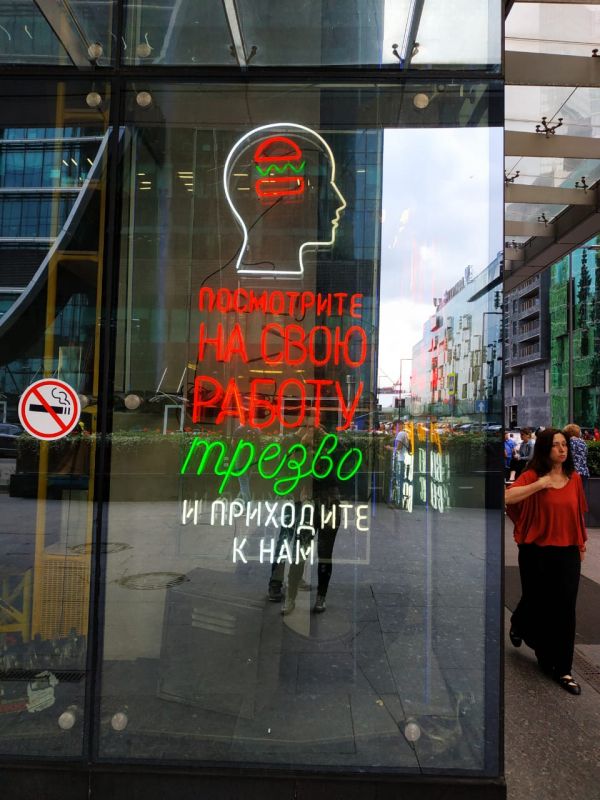 ПОСМОТРИТЕ
НА СВОЮ
РАБОТУ
трезво
И ПРИХОДИТЕ
К НАМ